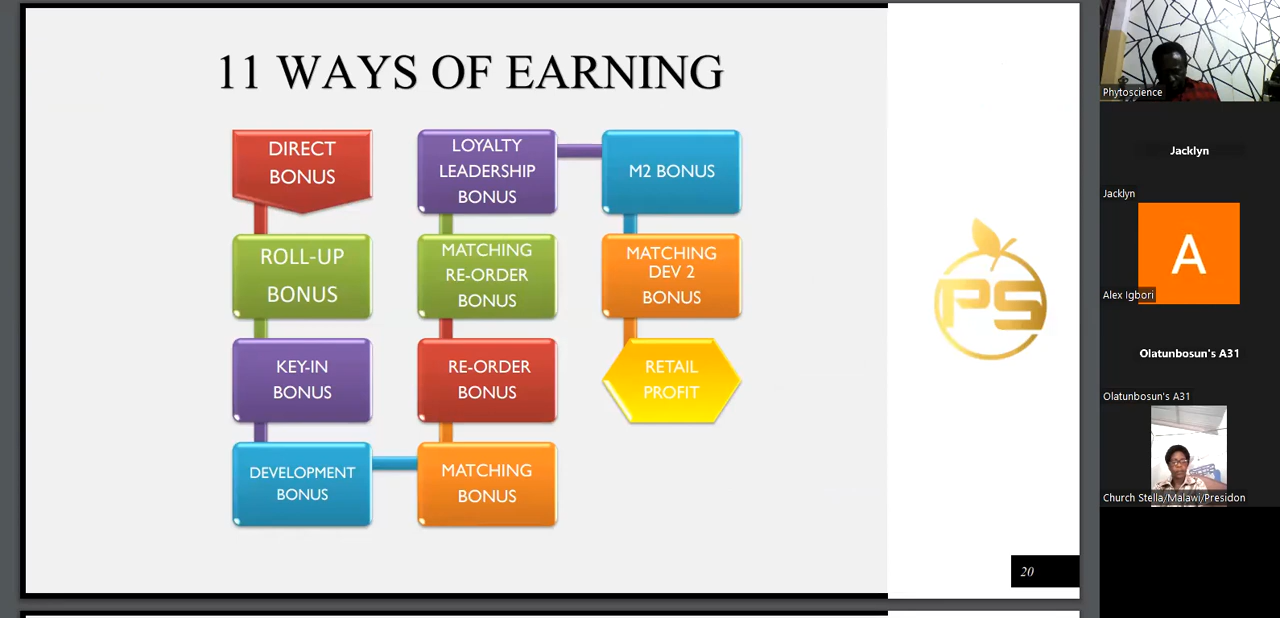 11 WAYS OF EARNING
DIRECT
BONUS
ROLL-UP
BONUS
KEY-IN
BONUS
DEVELOPMENT
BONUS
MATCHING
BONUS
RE-ORDER
BONUS
MATCHING
RE-ORDER
BONUS
LOYALTY
LEADERSHIP
BONUS
M2 BONUS
MATCHING
DEV 2
BONUS
RETAIL
PROFIT
PS
20
Phytoscience
Jacklyn
Jacklyn
A
Alex Igbori
Olatunbosun's A31
Olatunbosun's A31
Church Stella/Malawi/Presidon